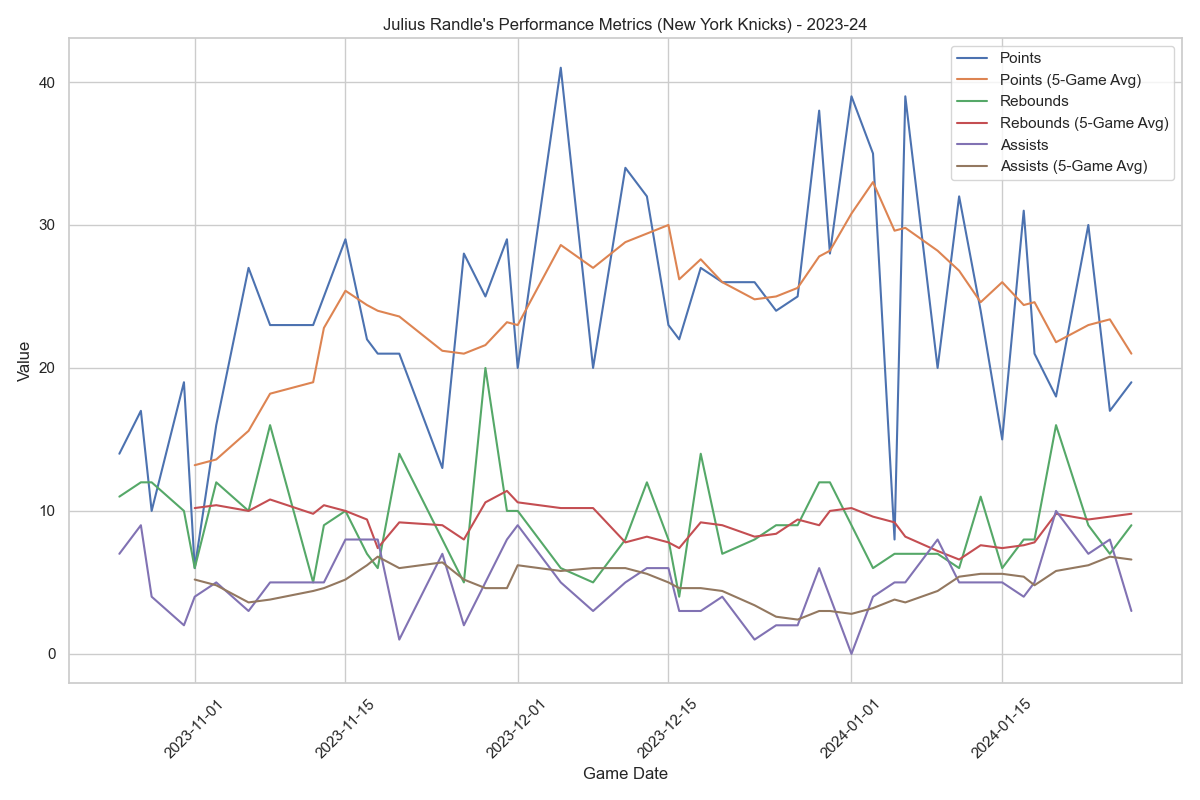 Julius Randle's Performance Metrics (New York Knicks) - 2023-24
Points
Points (5-Game Avg)
Rebounds
Rebounds (5-Game Avg)
Assists
Assists (5-Game Avg)
Value
40
30
20
10
0
2023-11-01
2023-11-15
2023-12-01
2023-12-15
2024-01-01
2024-01-15
Game Date